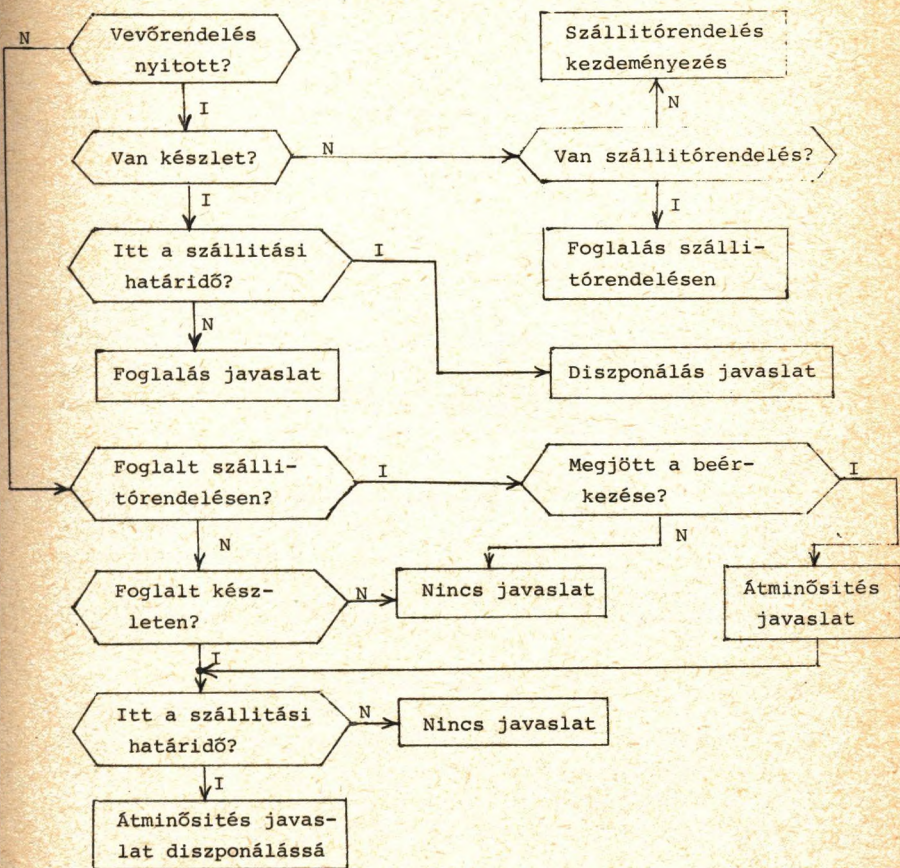 N
Vevőrendelés
nyitott?
I
Szállitórendelés
kezdeményezés
N
Van készlet?
N
Van szállitórendelés?
I
I
Itt a szállitási
határidő?
I
Foglalás szálli-
tórendelésen
N
Foglalás javaslat
Diszponálás javaslat
Foglalt szálli-
tórendelésen?
I
Megjött a beér-
kezése?
I
N
N
Foglalt kész-
leten?
N
Nincs javaslat
Átminősités
javaslat
I
Itt a szállitási
határidő?
N
Nincs javaslat
I
Átminősités javas-
lat diszponálássá